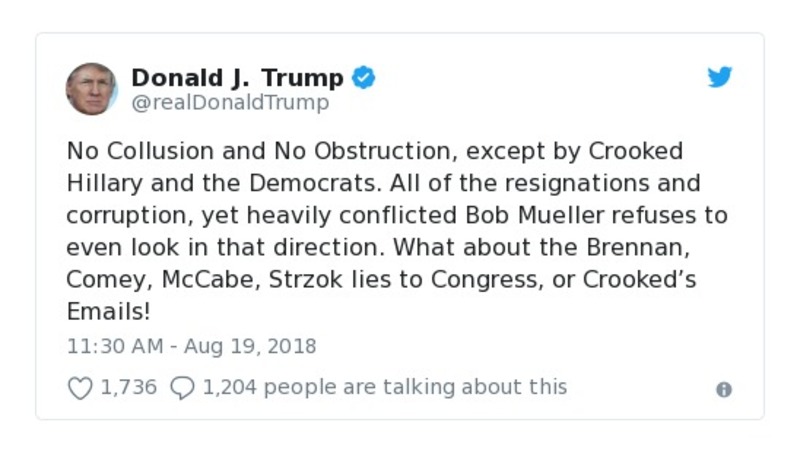 Donald J. Trump
@realDonaldTrump
No Collusion and No Obstruction, except by Crooked
Hillary and the Democrats. All of the resignations and
corruption, yet heavily conflicted Bob Mueller refuses to
even look in that direction. What about the Brennan,
Comey, McCabe, Strzok lies to Congress, or Crooked’s
Emails!
11:30 AM - Aug 19, 2018
1,736 1,204 people are talking about this